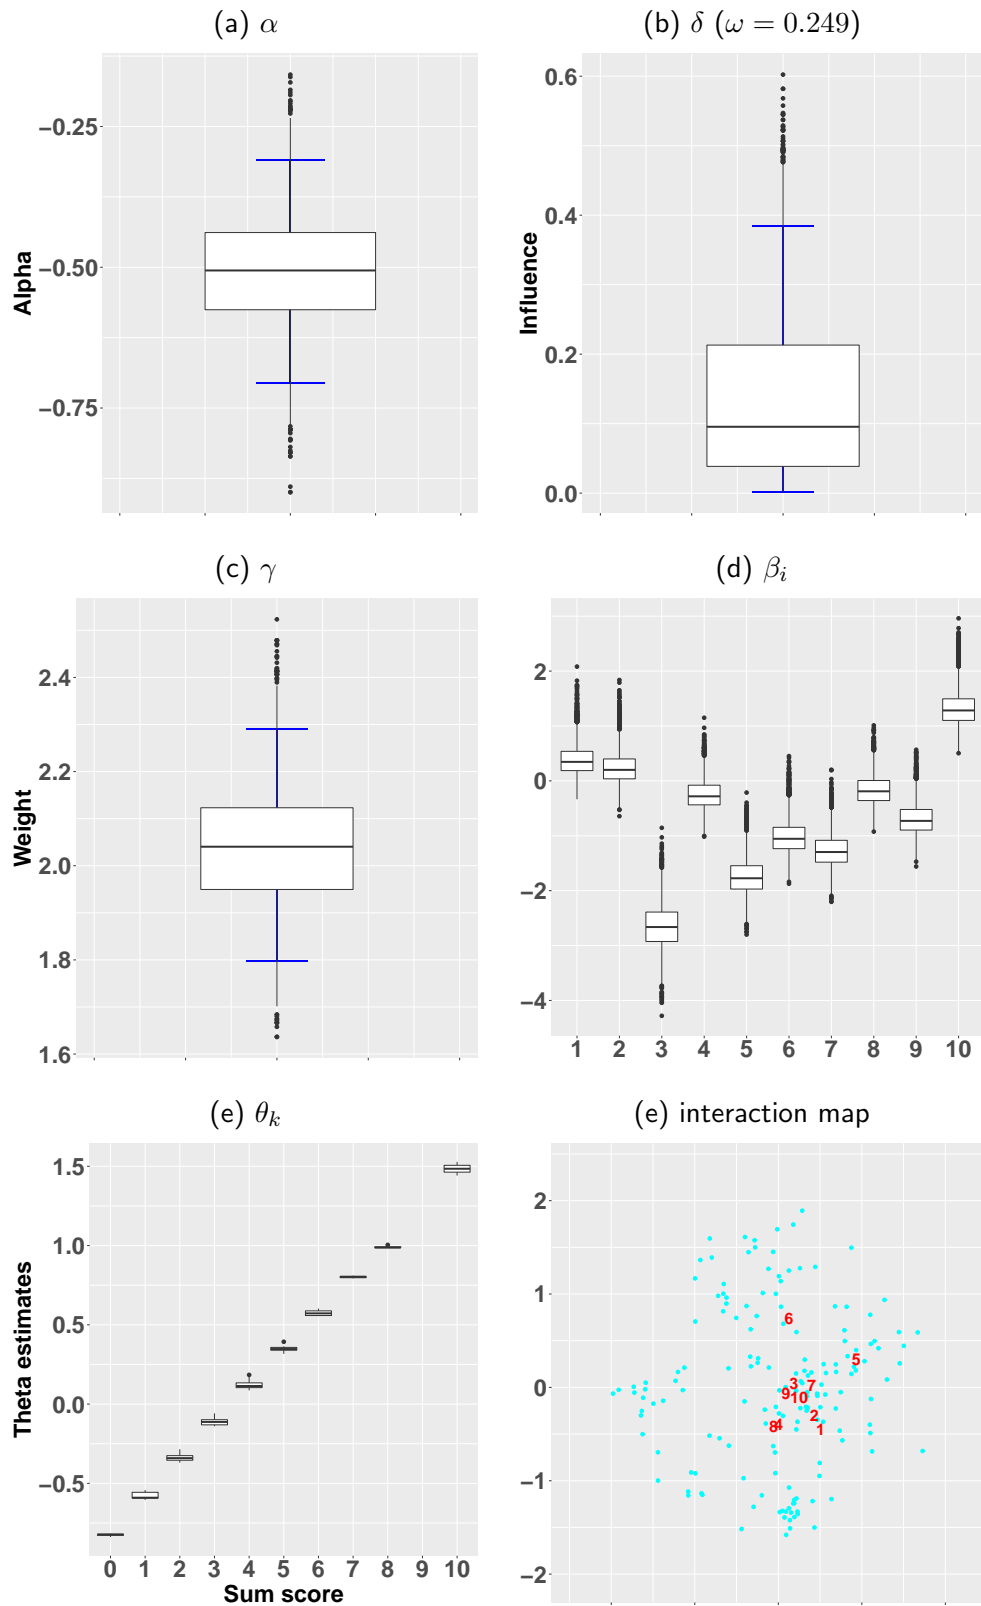 (a) α
(b) δ (ω = 0.249)
Alpha
−0.25
−0.50
−0.75
Influence
0.6
0.4
0.2
0.0
(c) γ
(d) βi
Weight
2.4
2.2
2.0
1.8
1.6
2
0
−2
−4
1 2 3 4 5 6 7 8 9 10
(e) θk
(e) interaction map
Theta estimates
1.5
1.0
0.5
0.0
−0.5
0 1 2 3 4 5 6 7 8 9 10
Sum score
2
1
0
−1
−2
6
5
3 7
9 10
2
8 4 1